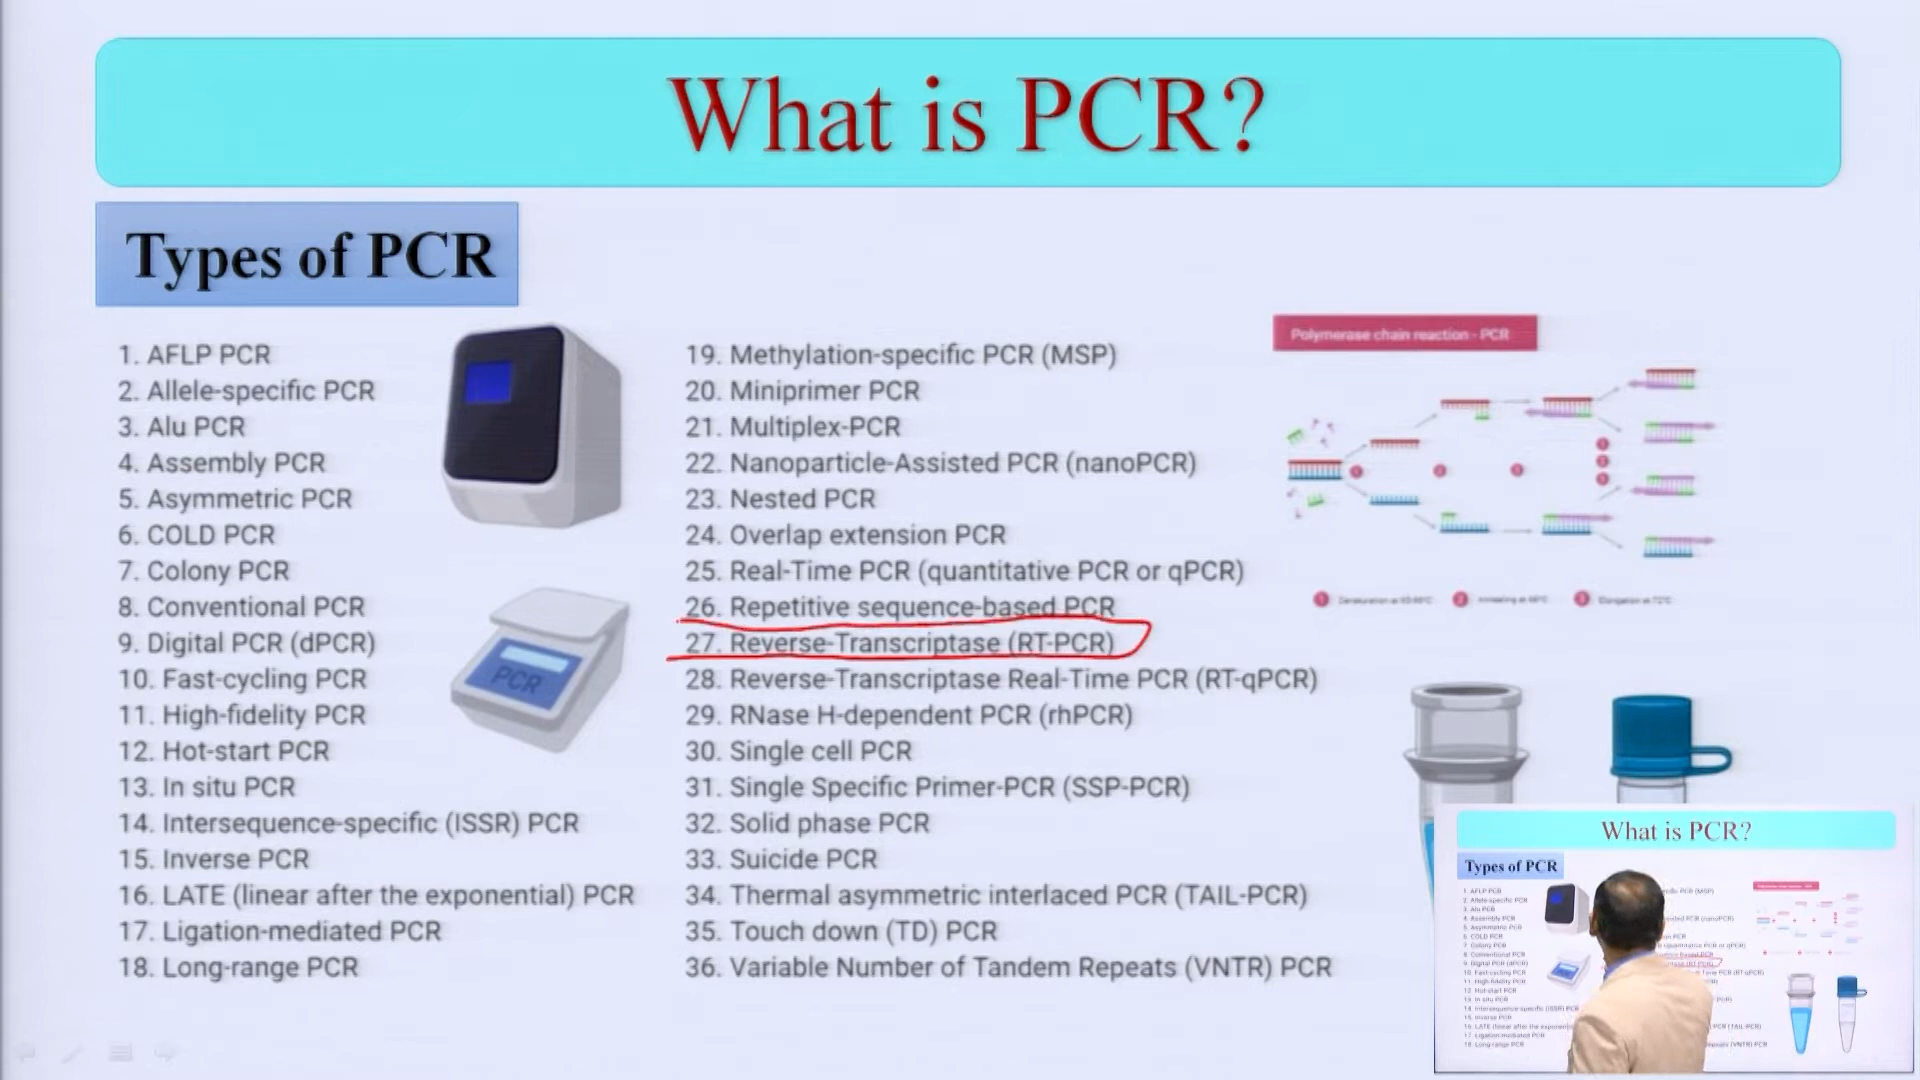 What is PCR?
Types of PCR
1. AFLP PCR
2. Allele-specific PCR
3. Alu PCR
4. Assembly PCR
5. Asymmetric PCR
6. COLD PCR
7. Colony PCR
8. Conventional PCR
9. Digital PCR (dPCR)
10. Fast-cycling PCR
11. High-fidelity PCR
12. Hot-start PCR
13. In situ PCR
14. Intersequence-specific (ISSR) PCR
15. Inverse PCR
16. LATE (linear after the exponential) PCR
17. Ligation-mediated PCR
18. Long-range PCR
PCR
19. Methylation-specific PCR (MSP)
20. Miniprimer PCR
21. Multiplex-PCR
22. Nanoparticle-Assisted PCR (nanoPCR)
23. Nested PCR
24. Overlap extension PCR
25. Real-Time PCR (quantitative PCR or qPCR)
26. Repetitive sequence-based PCR
27. Reverse-Transcriptase (RT-PCR)
28. Reverse-Transcriptase Real-Time PCR (RT-qPCR)
29. RNase H-dependent PCR (rhPCR)
30. Single cell PCR
31. Single Specific Primer-PCR (SSP-PCR)
32. Solid phase PCR
33. Suicide PCR
34. Thermal asymmetric interlaced PCR (TAIL-PCR)
35. Touch down (TD) PCR
36. Variable Number of Tandem Repeats (VNTR) PCR
Polymerase chain reaction - PCR
What is PCR?
Types of PCR